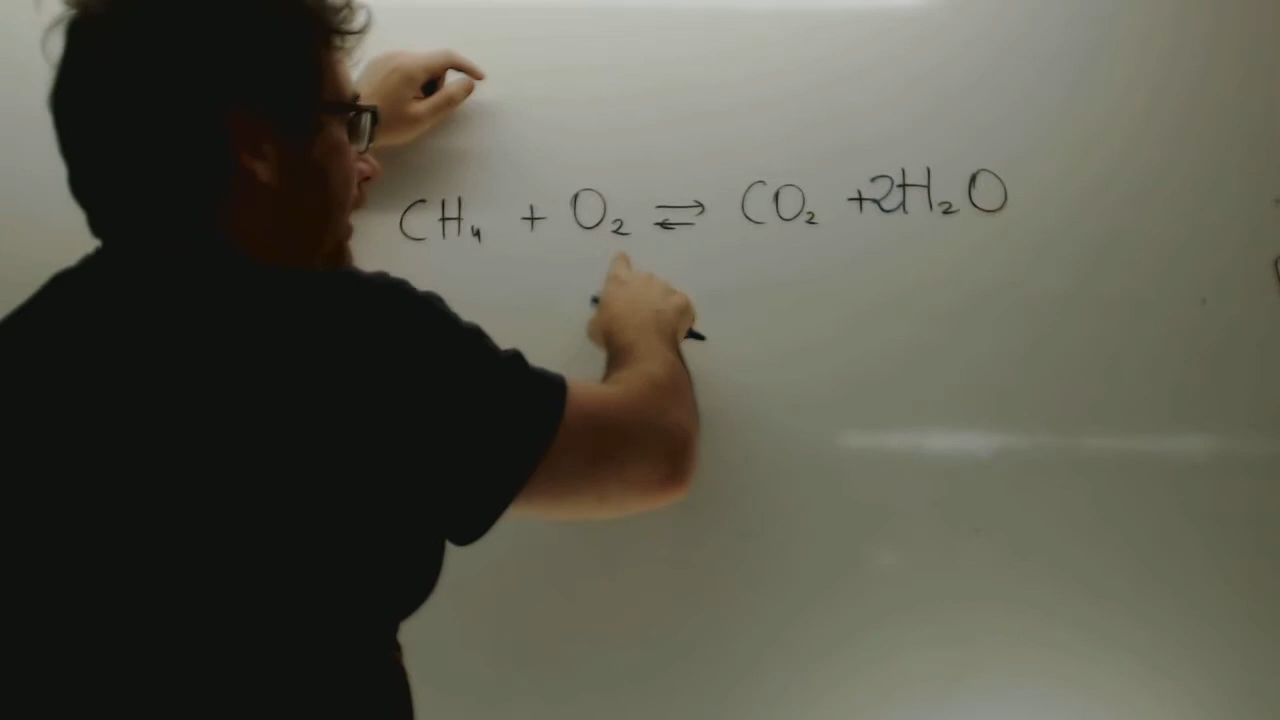 CH₄ + O₂ ⇌ CO₂ +2H₂O